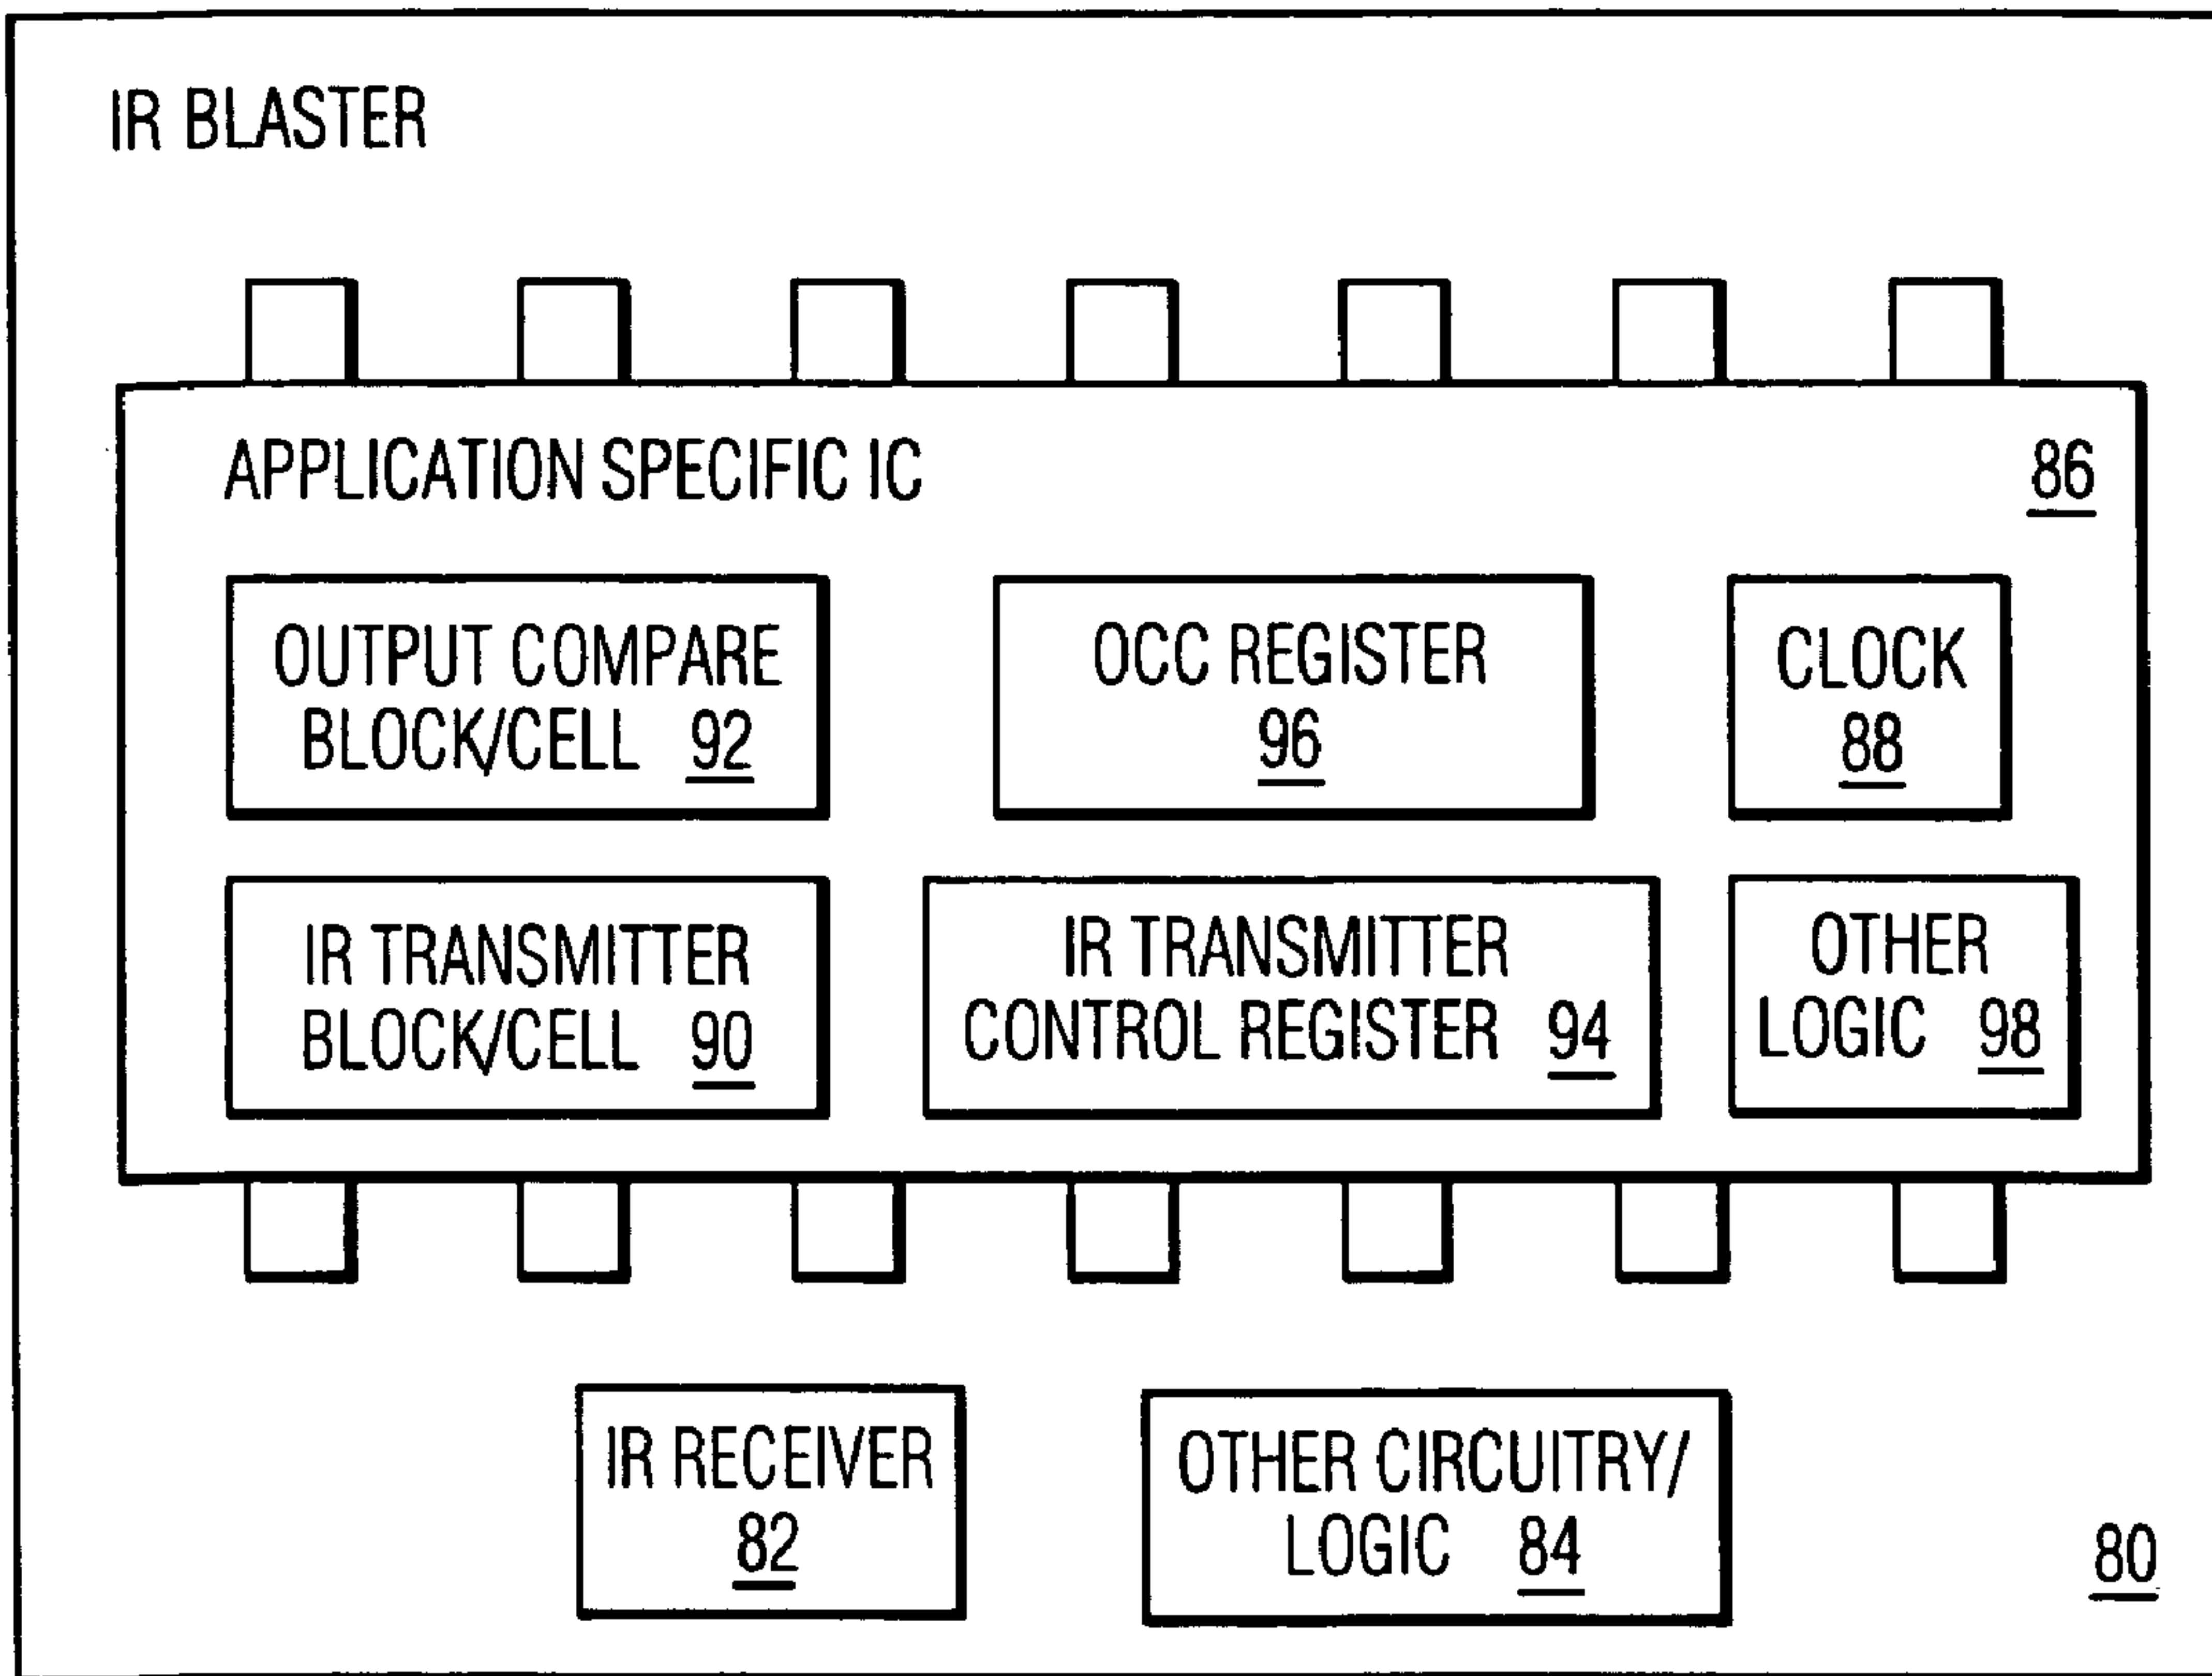 IR BLASTER
APPLICATION SPECIFIC IC 86
OUTPUT COMPARE
BLOCK/CELL 92
OCC REGISTER
96
CLOCK
88
IR TRANSMITTER
BLOCK/CELL 90
IR TRANSMITTER
CONTROL REGISTER 94
OTHER
LOGIC 98
IR RECEIVER
82
OTHER CIRCUITRY/
LOGIC 84
80